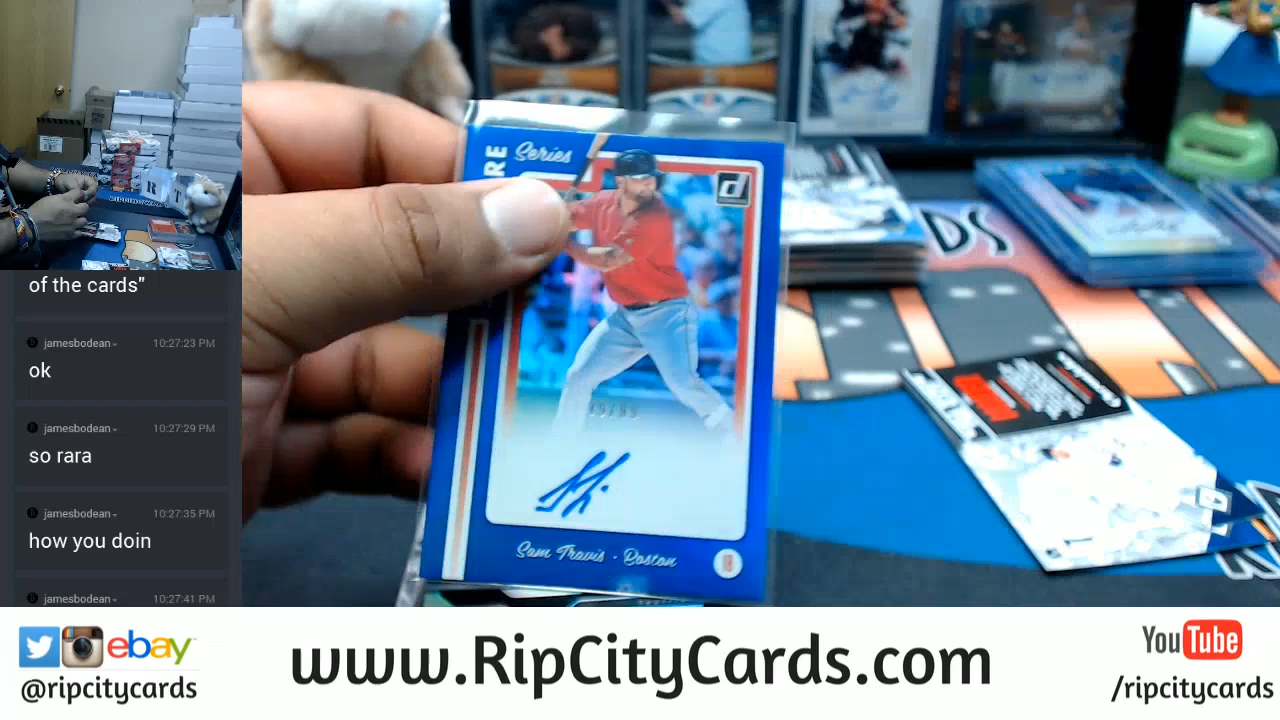 of the cards"
jamesbodean 10:27:23 PM
ok
jamesbodean 10:27:29 PM
so rara
jamesbodean 10:27:35 PM
how you doin
jamesbodean 10:27:41 PM
RE Series
d
Sam Travis · Boston
DS
ebay
@ripcitycards
www.RipCityCards.com
YouTube
/ripcitycards